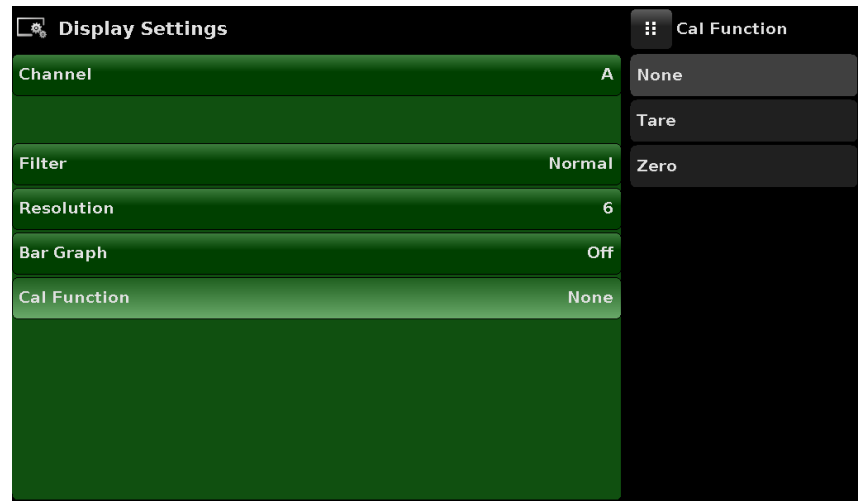 Display Settings
Channel A
Filter Normal
Resolution 6
Bar Graph Off
Cal Function None
Cal Function
None
Tare
Zero